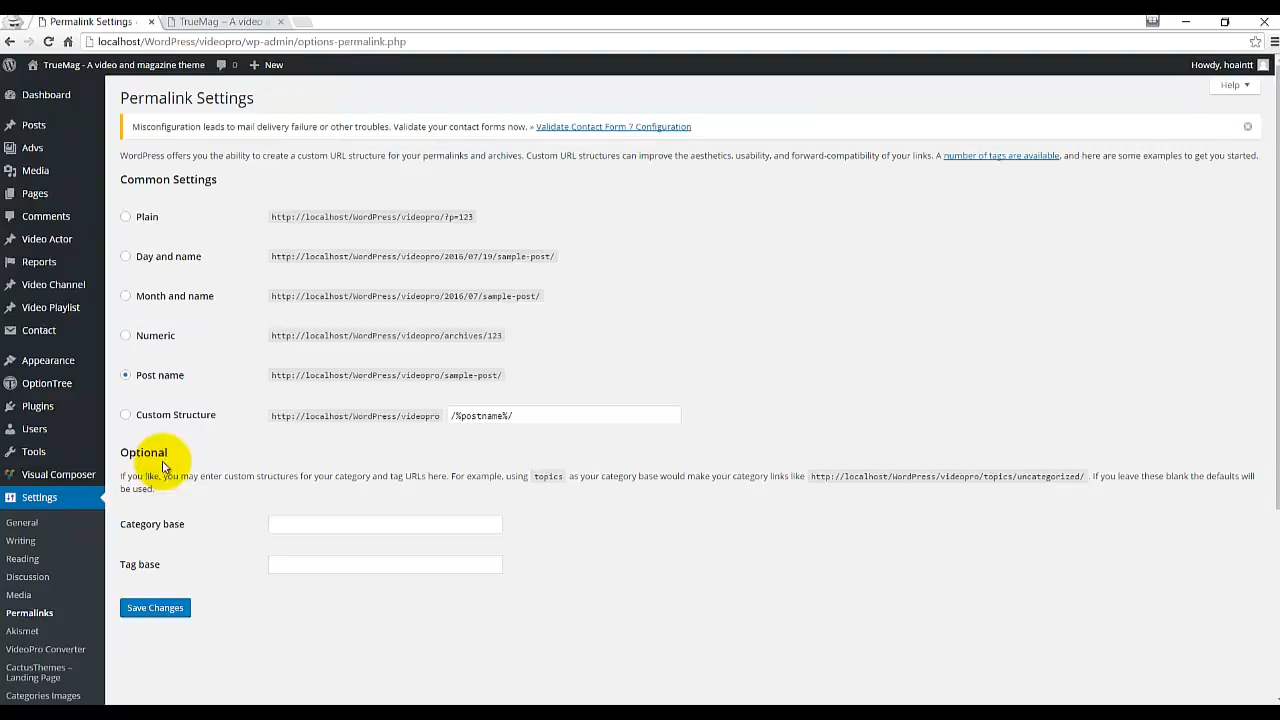 Permalink Settings
TrueMag – A video
localhost/WordPress/videopro/wp-admin/options-permalink.php
TrueMag - A video and magazine theme
0
New
Howdy, hoaintt
Help
Dashboard
Posts
Advs
Media
Pages
Comments
Video Actor
Reports
Video Channel
Video Playlist
Contact
Appearance
OptionTree
Plugins
Users
Tools
Visual Composer
Settings
General
Writing
Reading
Discussion
Media
Permalinks
Akismet
VideoPro Converter
CactusThemes –
Landing Page
Categories Images
Permalink Settings
Misconfiguration leads to mail delivery failure or other troubles. Validate your contact forms now. » Validate Contact Form 7 Configuration
WordPress offers you the ability to create a custom URL structure for your permalinks and archives. Custom URL structures can improve the aesthetics, usability, and forward-compatibility of your links. A number of tags are available, and here are some examples to get you started.
Common Settings
Plain http://localhost/WordPress/videopro/?p=123
Day and name http://localhost/WordPress/videopro/2016/07/19/sample-post/
Month and name http://localhost/WordPress/videopro/2016/07/sample-post/
Numeric http://localhost/WordPress/videopro/archives/123
Post name http://localhost/WordPress/videopro/sample-post/
Custom Structure http://localhost/WordPress/videopro /%postname%/
Optional
If you like, you may enter custom structures for your category and tag URLs here. For example, using topics as your category base would make your category links like http://localhost/WordPress/videopro/topics/uncategorized/ . If you leave these blank the defaults will
be used.
Category base
Tag base
Save Changes